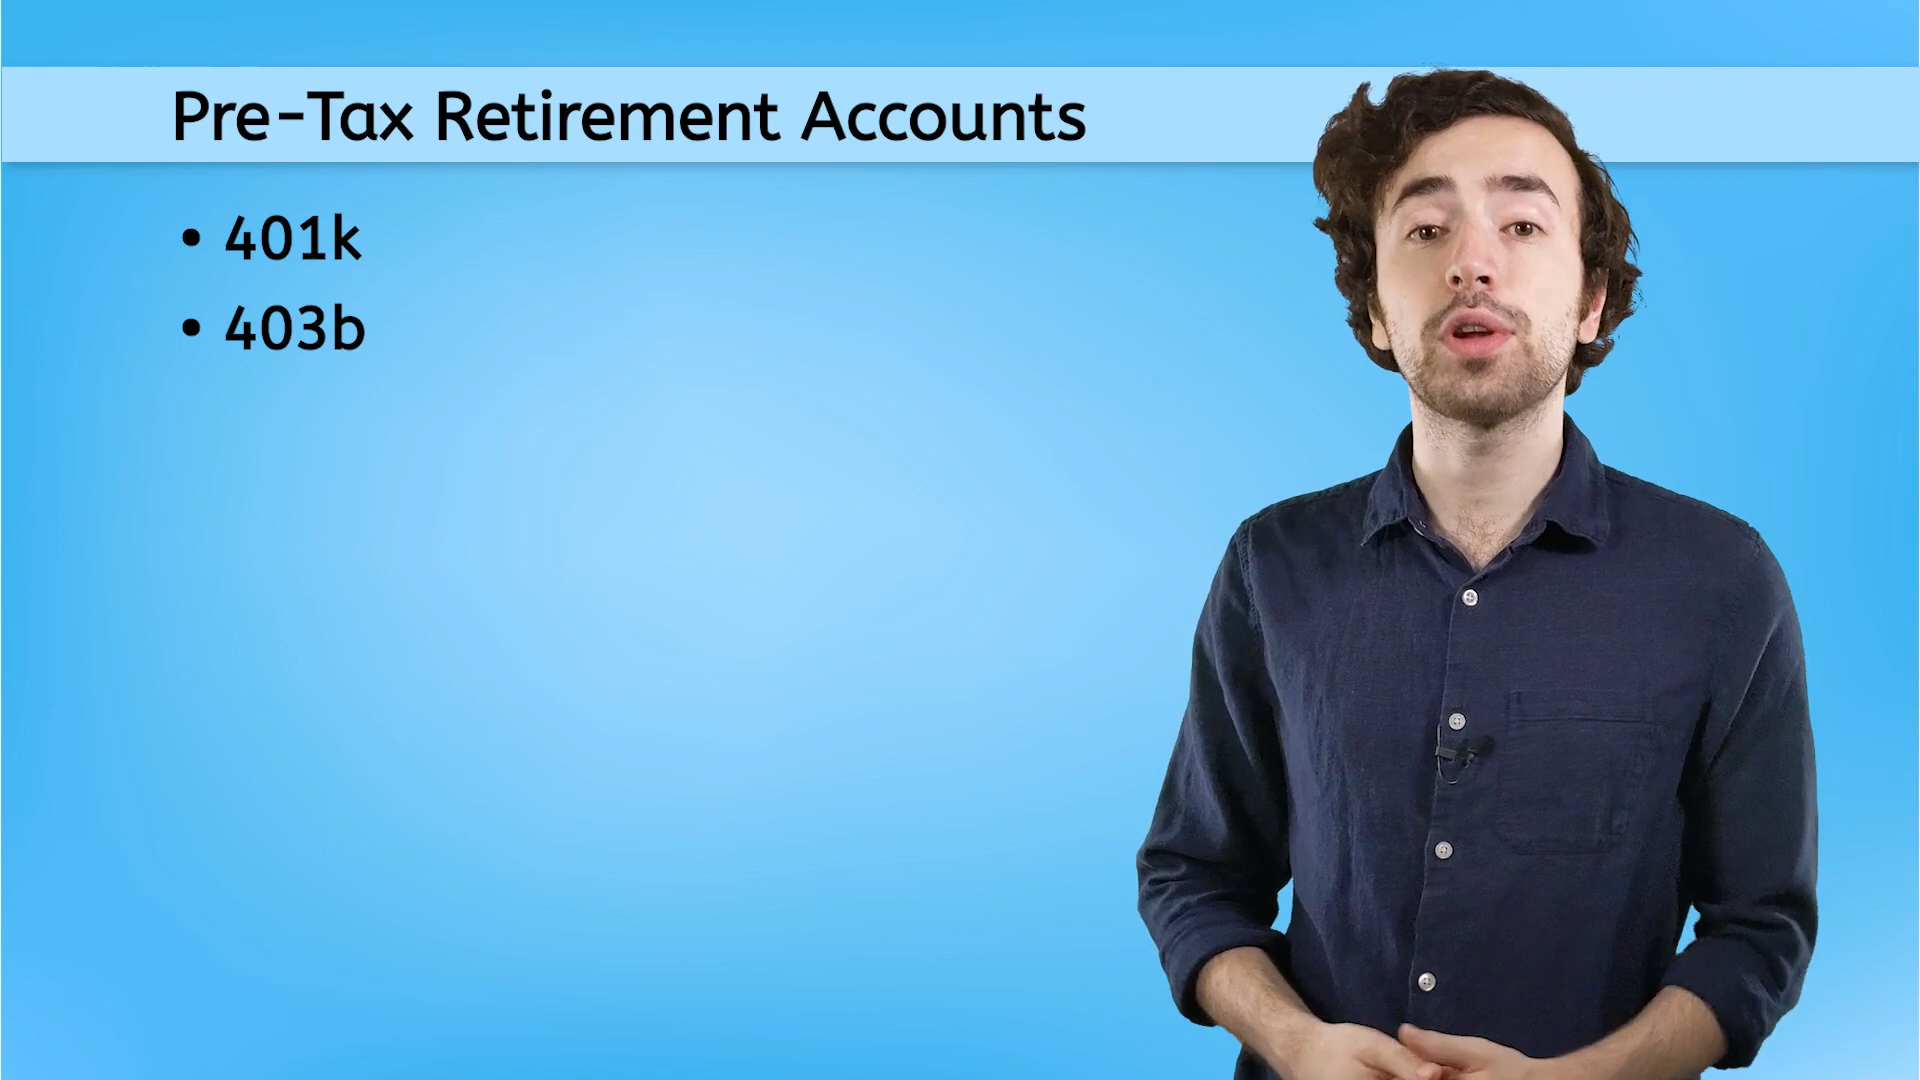 Pre-Tax Retirement Accounts
• 401k
• 403b